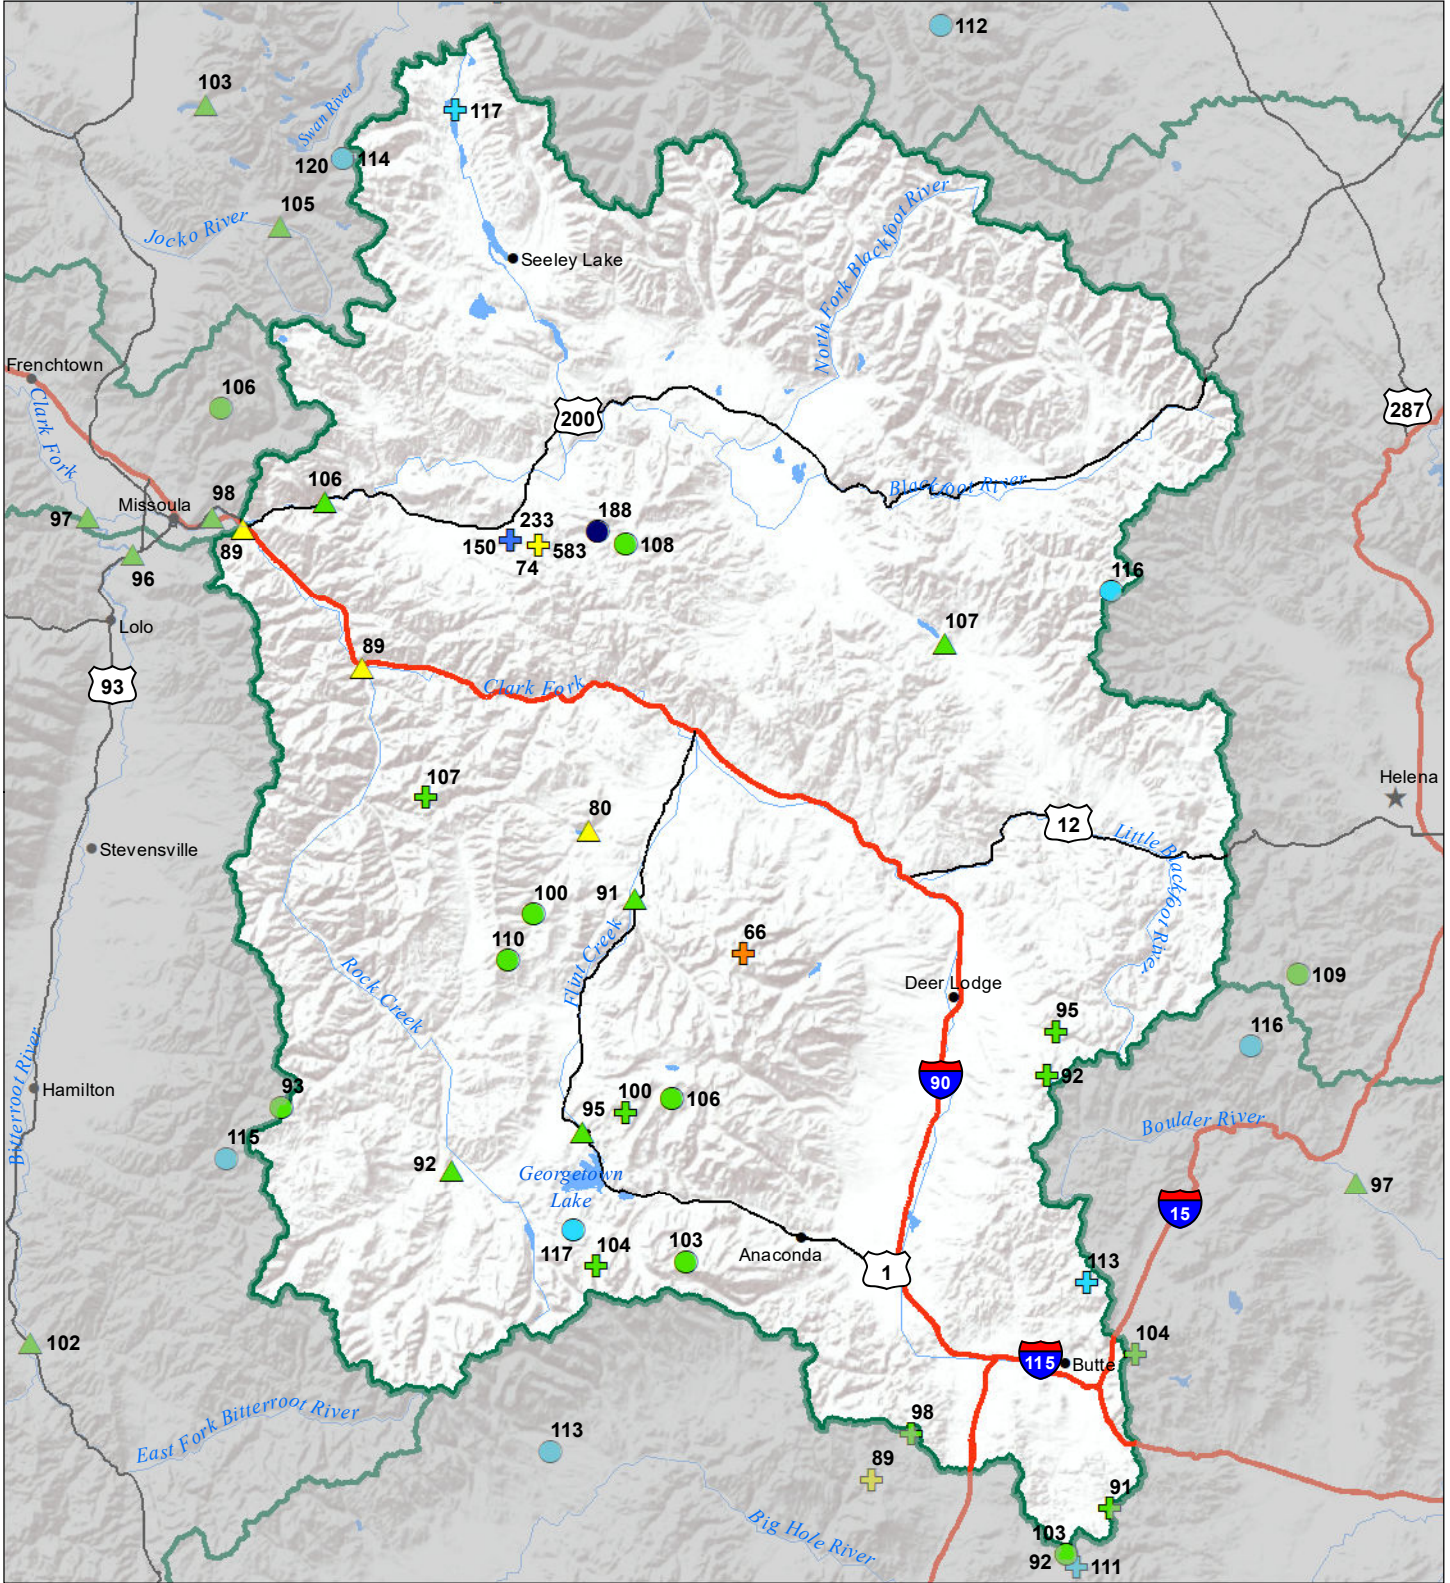 112
103
117
Swan River
120
114
105
Jocko River
North Fork Blackfoot River
Seeley Lake
Frenchtown
106
Clark Fork
200
287
106
98
Missoula
97
89
96
233
188
150
583
108
74
Blackfoot River
116
107
Lolo
89
93
Clark Fork
107
80
Helena
12
Little Blackfoot River
Stevensville
100
91
110
Flint Creek
66
Rock Creek
Deer Lodge
109
95
116
92
90
Bitterroot River
Hamilton
93
100
106
95
Boulder River
115
92
Georgetown
Lake
97
15
117
104
103
Anaconda
1
113
102
104
115
Butte
East Fork Bitterroot River
98
113
89
91
Big Hole River
103
92
111